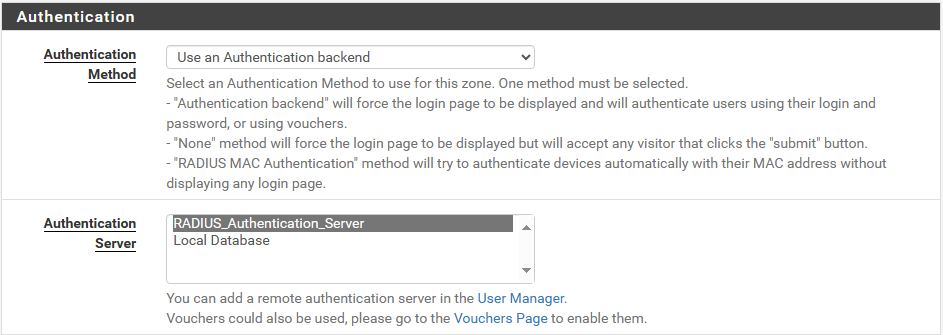 Authentication
Authentication
Method
Use an Authentication backend
Select an Authentication Method to use for this zone. One method must be selected.
- "Authentication backend" will force the login page to be displayed and will authenticate users using their login and
password, or using vouchers.
- "None" method will force the login page to be displayed but will accept any visitor that clicks the "submit" button.
- "RADIUS MAC Authentication" method will try to authenticate devices automatically with their MAC address without
displaying any login page.
Authentication
Server
RADIUS_Authentication_Server
Local Database
You can add a remote authentication server in the User Manager.
Vouchers could also be used, please go to the Vouchers Page to enable them.